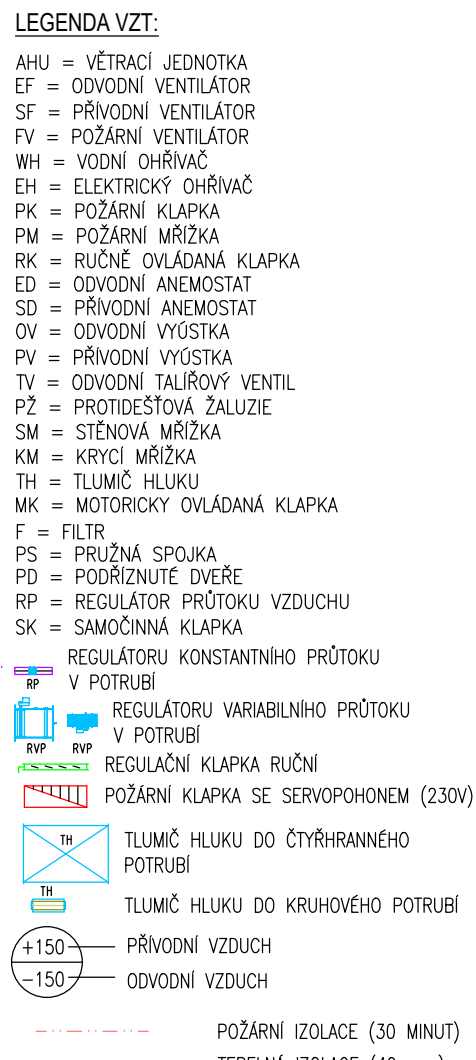 LEGENDA VZT:
AHU = VĚTRACÍ JEDNOTKA
EF = ODVODNÍ VENTILÁTOR
SF = PŘÍVODNÍ VENTILÁTOR
FV = POŽÁRNÍ VENTILÁTOR
WH = VODNÍ OHŘÍVAČ
EH = ELEKTRICKÝ OHŘÍVAČ
PK = POŽÁRNÍ KLAPKA
PM = POŽÁRNÍ MŘÍŽKA
RK = RUČNĚ OVLÁDANÁ KLAPKA
ED = ODVODNÍ ANEMOSTAT
SD = PŘÍVODNÍ ANEMOSTAT
OV = ODVODNÍ VYÚSTKA
PV = PŘÍVODNÍ VYÚSTKA
TV = ODVODNÍ TALÍŘOVÝ VENTIL
PŽ = PROTIDEŠŤOVÁ ŽALUZIE
SM = STĚNOVÁ MŘÍŽKA
KM = KRYCÍ MŘÍŽKA
TH = TLUMIČ HLUKU
MK = MOTORICKY OVLÁDANÁ KLAPKA
F = FILTR
PS = PRUŽNÁ SPOJKA
PD = PODŘÍZNUTÉ DVEŘE
RP = REGULÁTOR PRŮTOKU VZDUCHU
SK = SAMOČINNÁ KLAPKA
REGULÁTORU KONSTANTNÍHO PRŮTOKU
RP V POTRUBÍ
REGULÁTORU VARIABILNÍHO PRŮTOKU
RVP RVP V POTRUBÍ
REGULAČNÍ KLAPKA RUČNÍ
POŽÁRNÍ KLAPKA SE SERVOPOHONEM (230V)
TH TLUMIČ HLUKU DO ČTYŘHRANNÉHO
POTRUBÍ
TH
TLUMIČ HLUKU DO KRUHOVÉHO POTRUBÍ
+150 PŘÍVODNÍ VZDUCH
-150 ODVODNÍ VZDUCH
POŽÁRNÍ IZOLACE (30 MINUT)